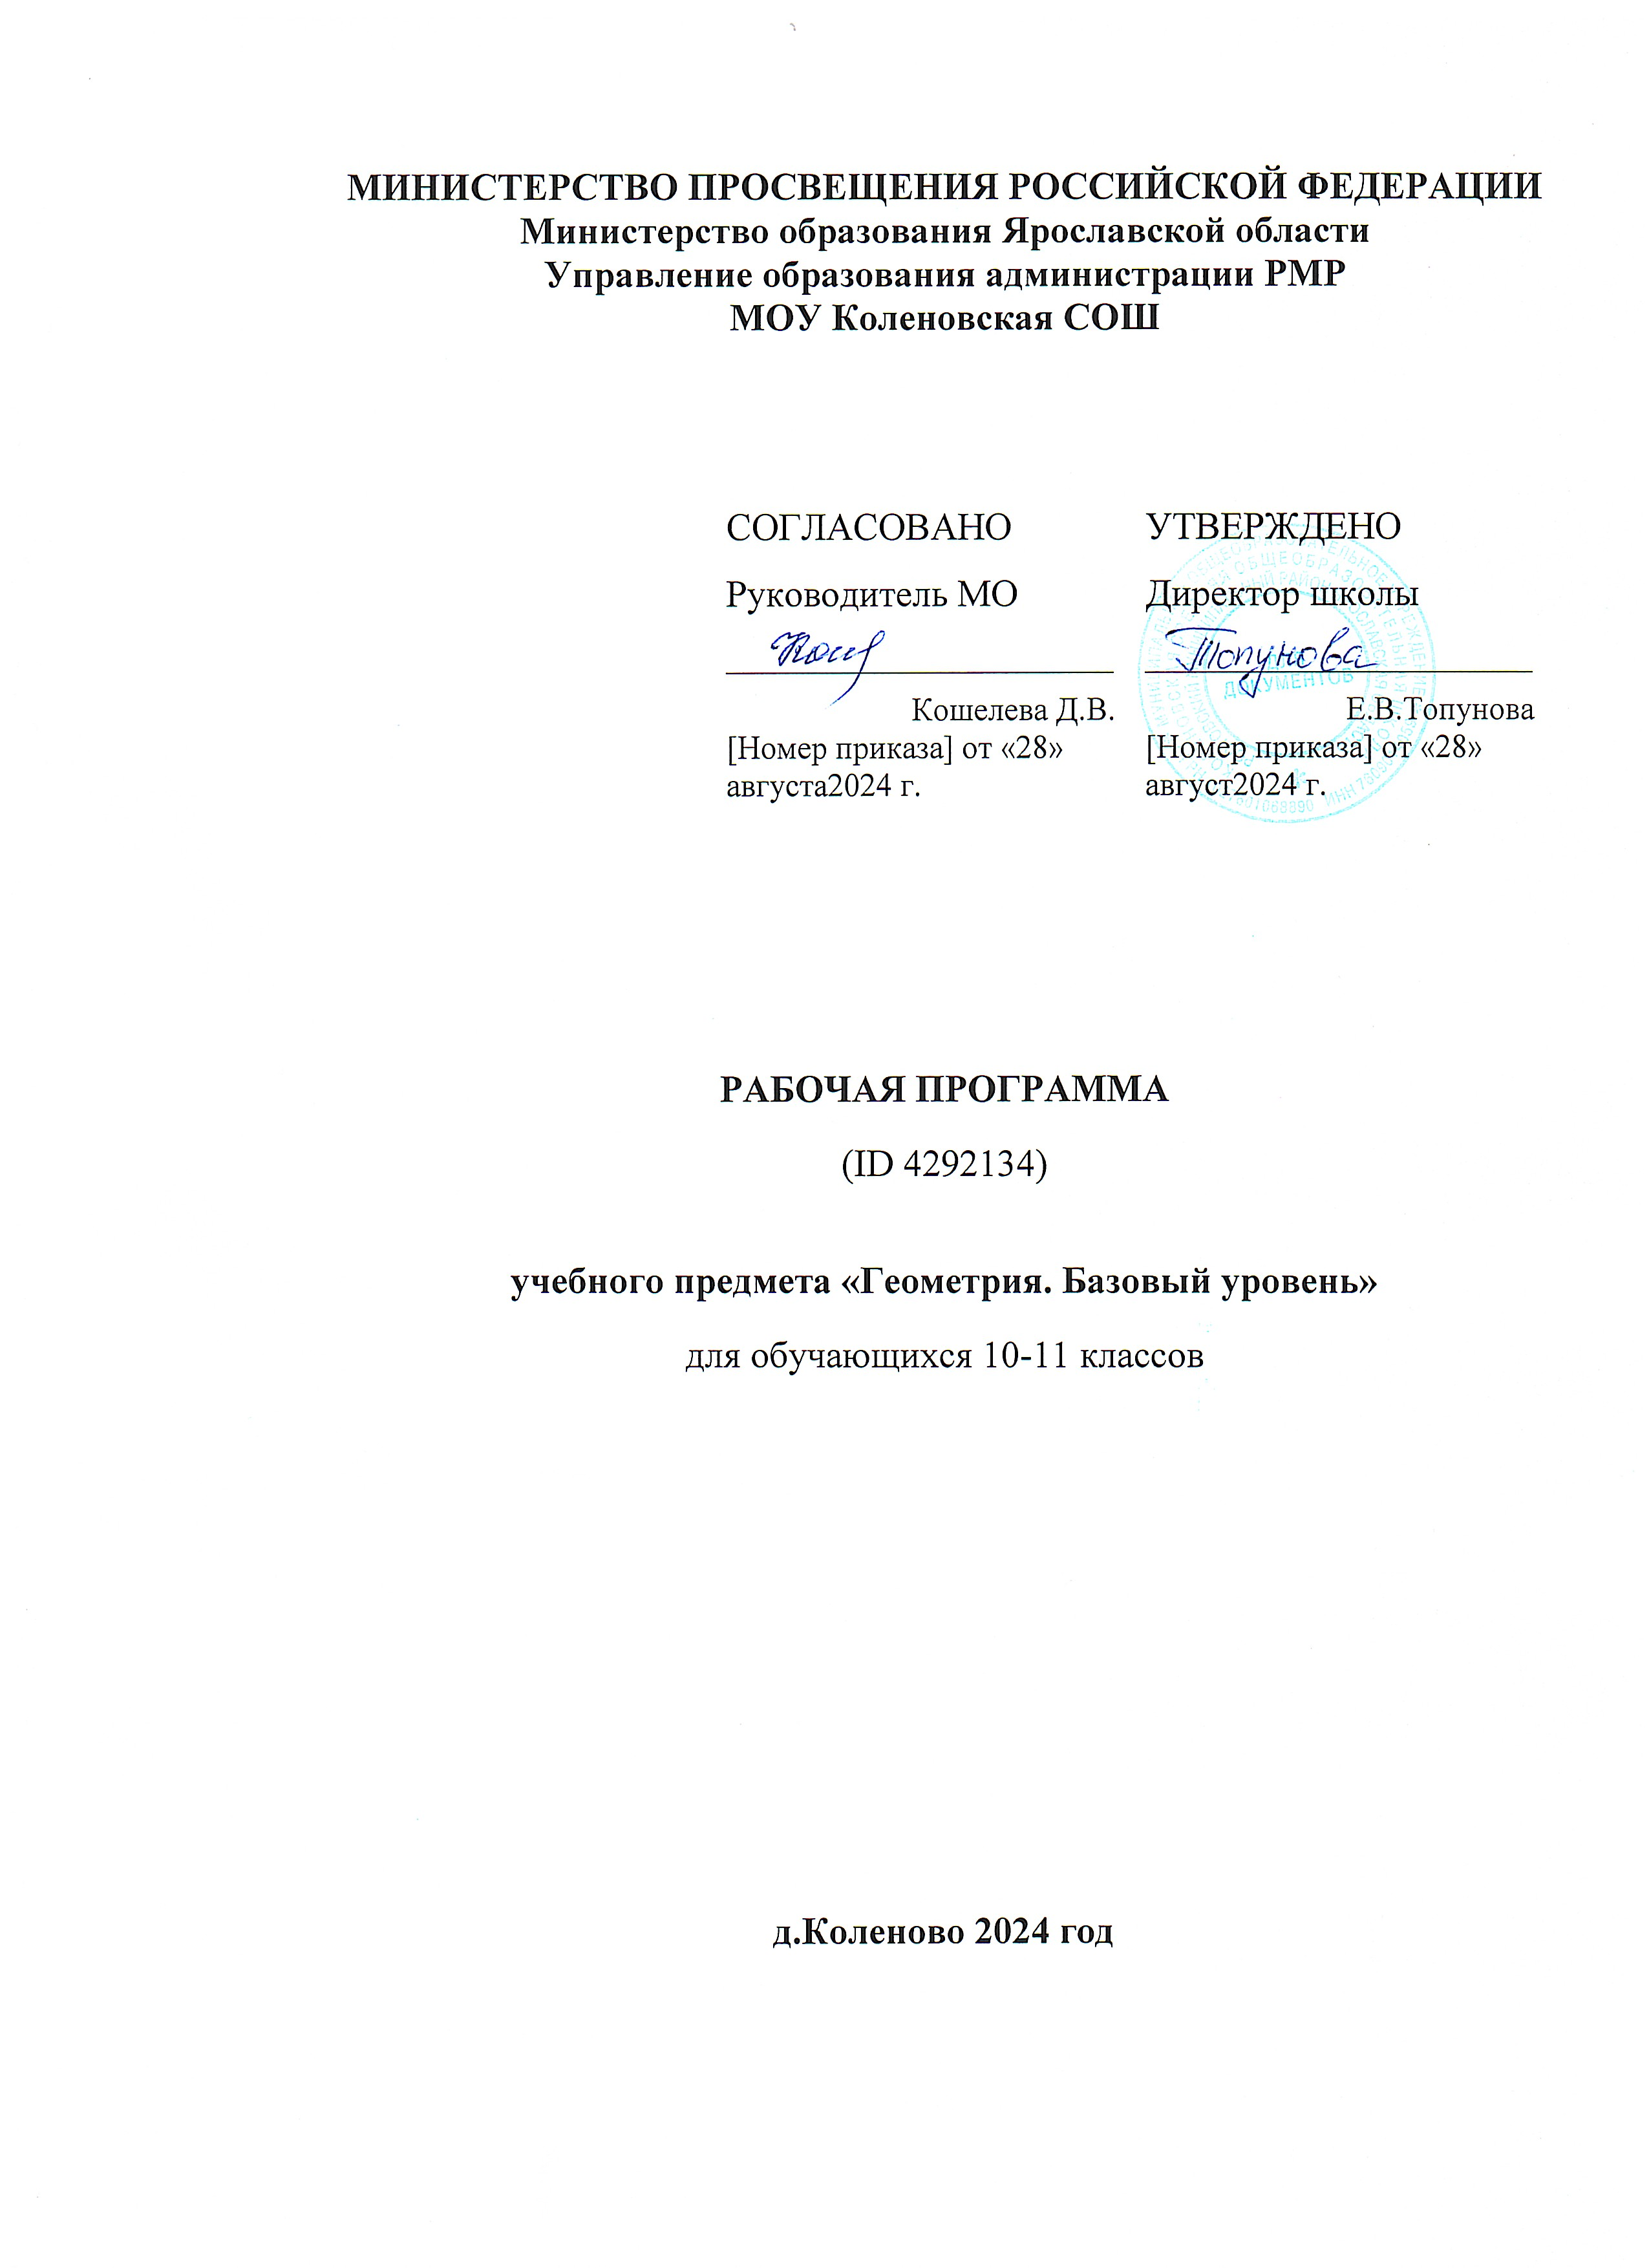 МИНИСТЕРСТВО ПРОСВЕЩЕНИЯ РОССИЙСКОЙ ФЕДЕРАЦИИ
Министерство образования Ярославской области
Управление образования администрации РМР
МОУ Коленовская СОШ
СОГЛАСОВАНО
Руководитель МО
Кошелева Д.В.
[Номер приказа] от «28»
августа2024 г.
УТВЕРЖДЕНО
Директор школы
Топунова
ДОКУМЕНТОВ
Е.В.Топунова
[Номер приказа] от «28»
август2024 г.
РАБОЧАЯ ПРОГРАММА
(ID 4292134)
учебного предмета «Геометрия. Базовый уровень»
для обучающихся 10-11 классов
д.Коленово 2024 год